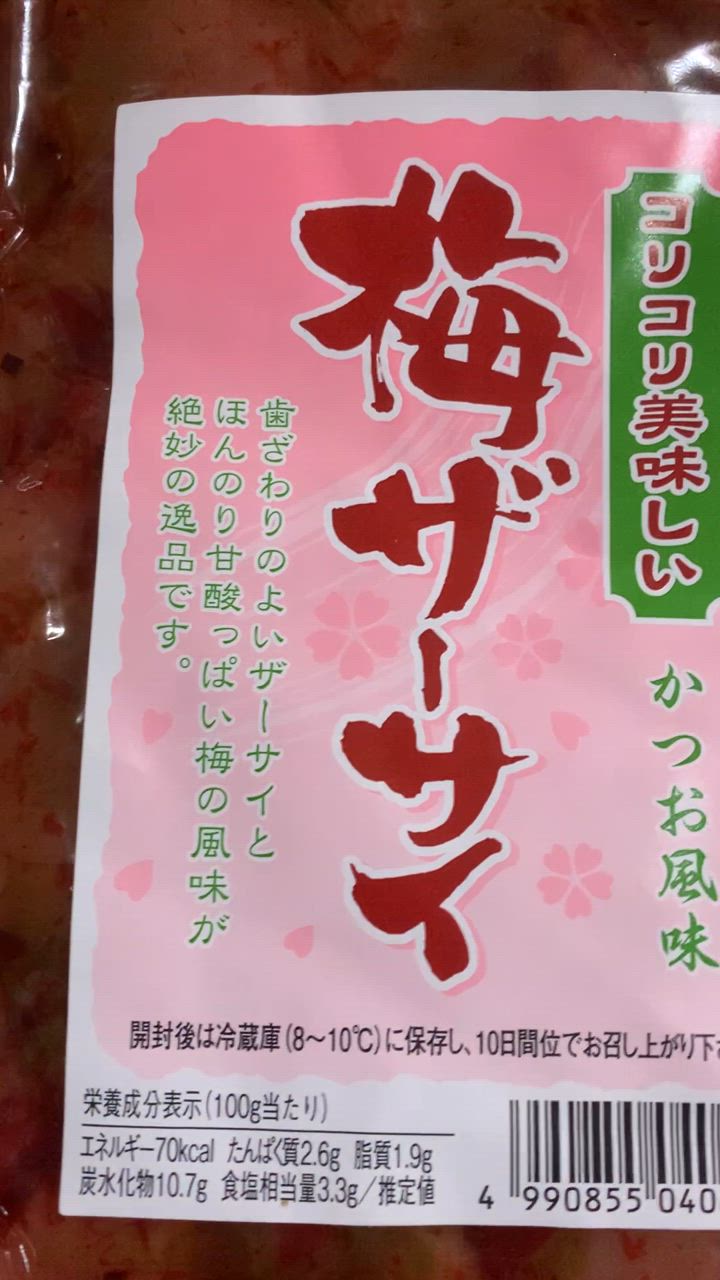 コリコリ美味しい
かつお風味
梅ザーサイ
歯ざわりのよいザーサイと
ほんのり甘酸っぱい梅の風味が
絶妙の逸品です。
開封後は冷蔵庫(8〜10℃)に保存し、10日間位でお召し上がり下
栄養成分表示(100g当たり)
エネルギー70kcal たんぱく質2.6g 脂質1.9g
炭水化物10.7g 食塩相当量3.3g/推定値
4 990855 040